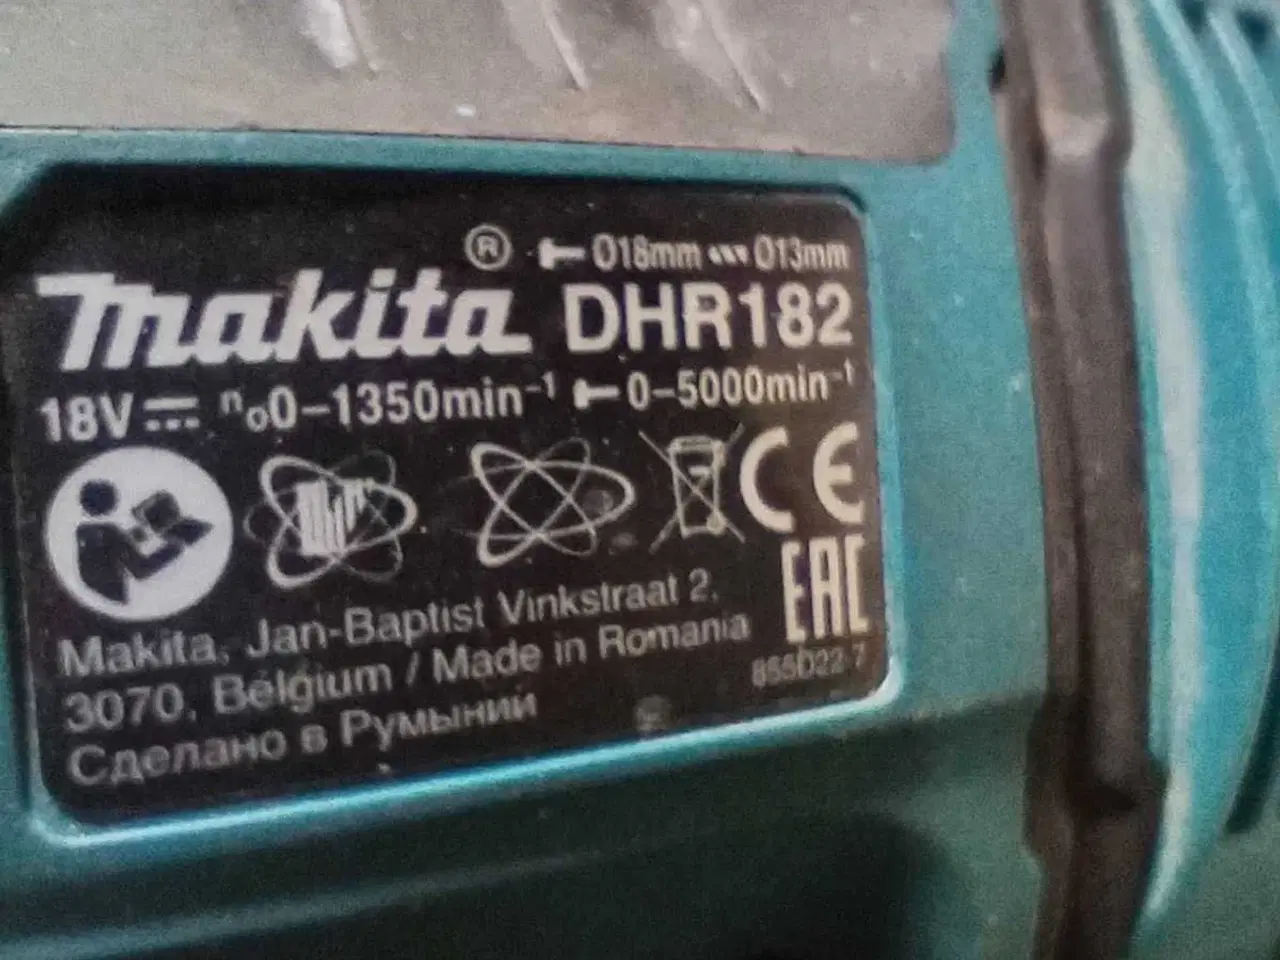 ® Ø18mm Ø13mm
makita DHR182
18V n₀0-1350min⁻¹ 0-5000min⁻¹
CE
EAC
Makita, Jan-Baptist Vinkstraat 2,
3070, Belgium / Made in Romania
Сделано в Румынии